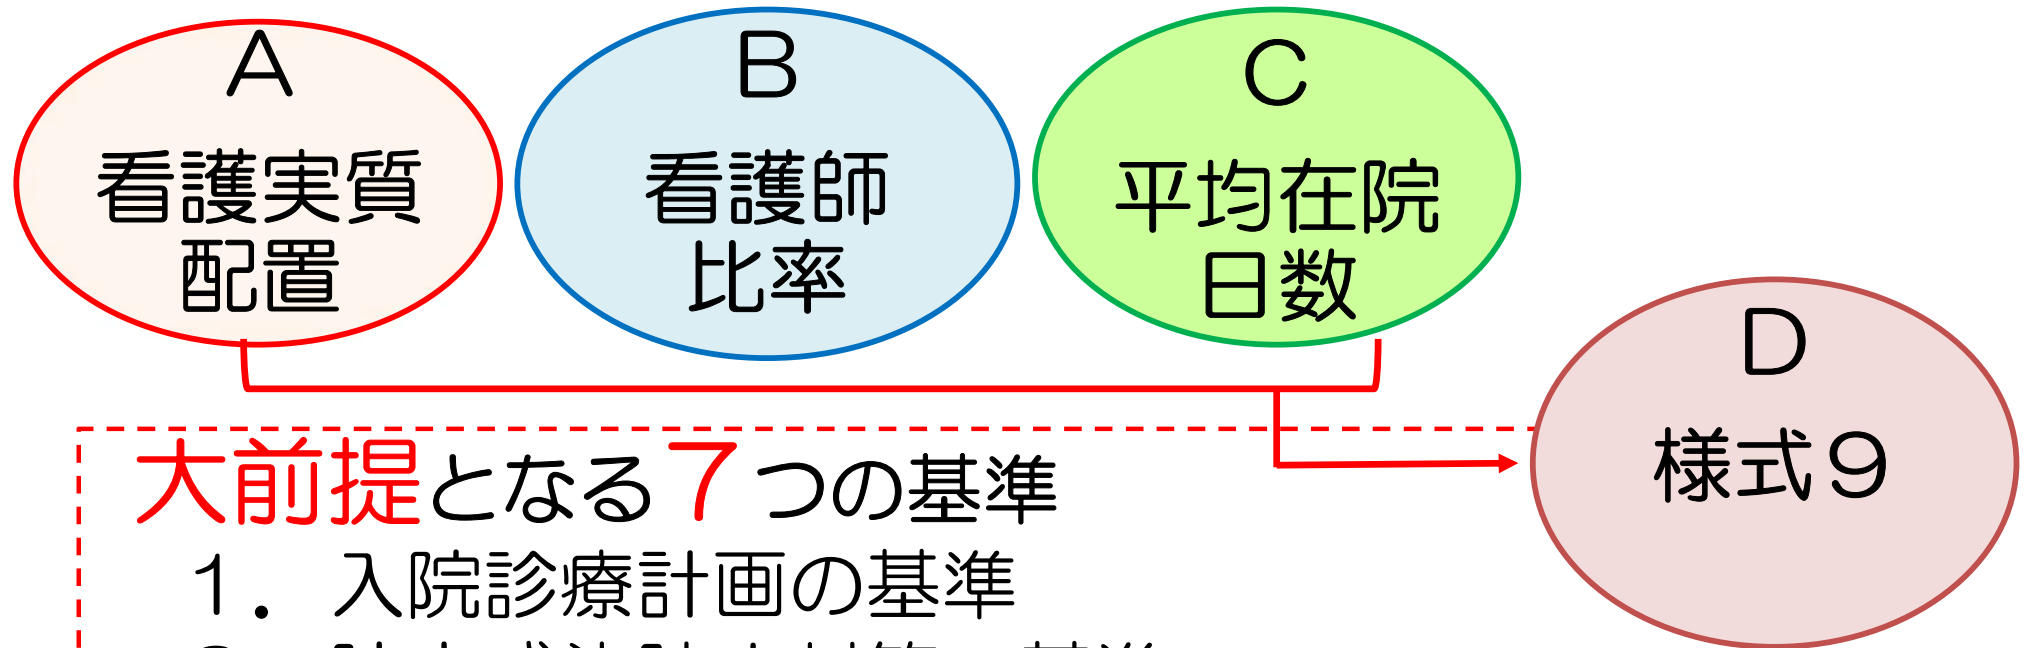 A
看護実質
配置
B
看護師
比率
C
平均在院
日数
D
様式９
大前提となる７つの基準
１．入院診療計画の基準